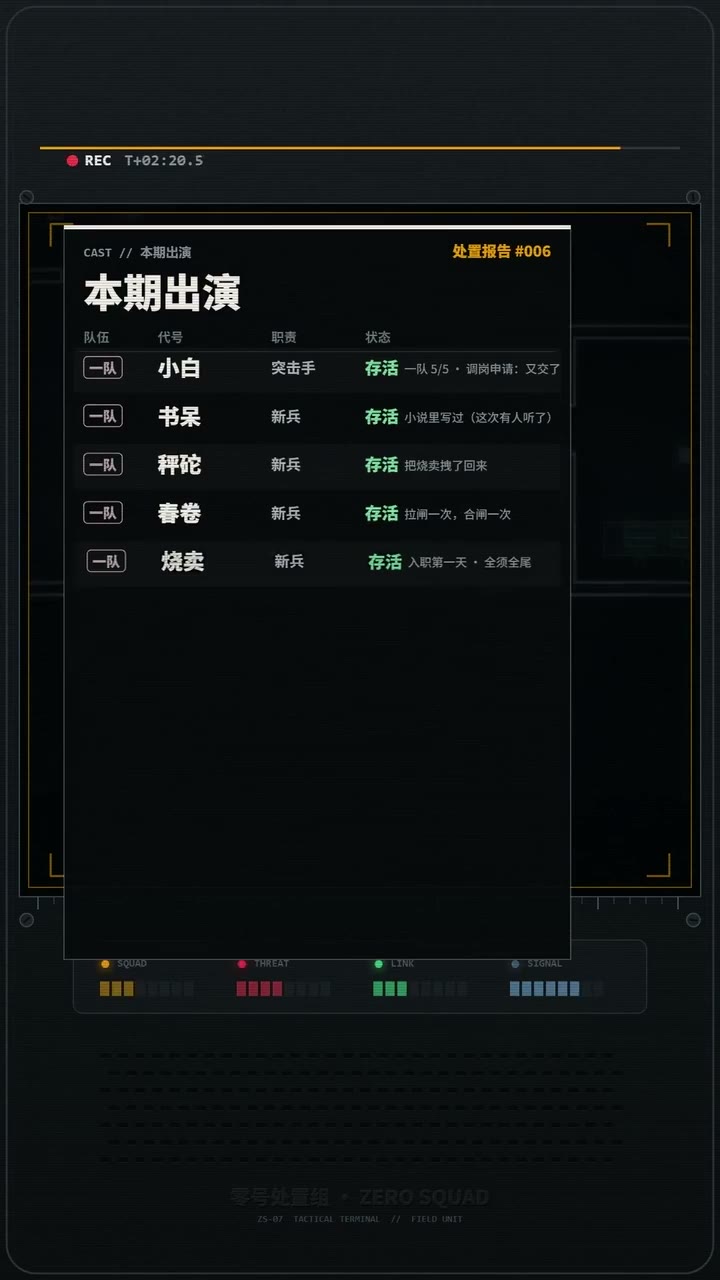 REC T+02:20.5
CAST // 本期出演 处置报告 #006
本期出演
队伍 代号 职责 状态
一队 小白 突击手 存活 一队 5/5 · 调岗申请：又交了
一队 书呆 新兵 存活 小说里写过（这次有人听了）
一队 秤砣 新兵 存活 把烧卖拽了回来
一队 春卷 新兵 存活 拉闸一次，合闸一次
一队 烧卖 新兵 存活 入职第一天 · 全须全尾
SQUAD THREAT LINK SIGNAL
零号处置组 · ZERO SQUAD
ZS-07 TACTICAL TERMINAL // FIELD UNIT